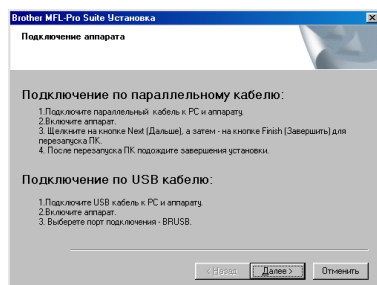 Brother MFL-Pro Suite Установка
Подключение аппарата
Подключение по параллельному кабелю:
1.Подключите параллельный кабель к PC и аппарату.
2.Включите аппарат.
3. Щелкните на кнопке Next (Дальше), а затем - на кнопке Finish (Завершить) для
перезапуска ПК.
4. После перезапуска ПК подождите завершения установки.
Подключение по USB кабелю:
1.Подключите USB кабель к PC и аппарату.
2.Включите аппарат.
3. Выберете порт подключения - BRUSB.
< Назад
Далее >
Отменить